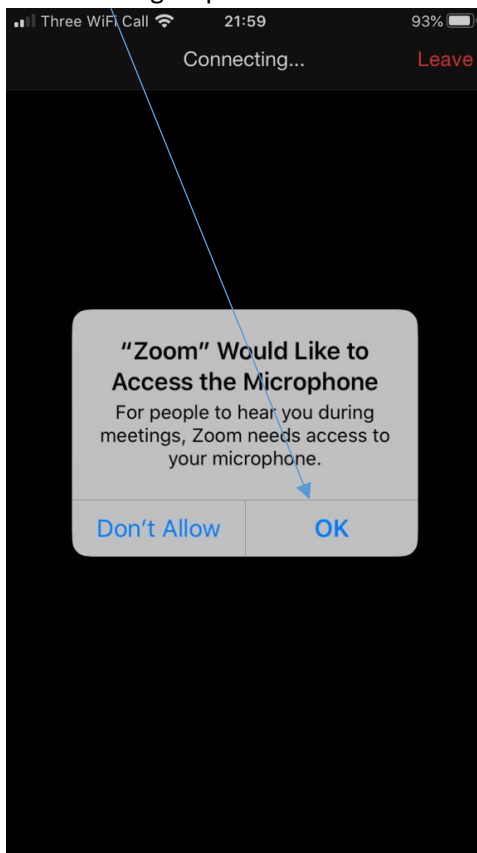 Three WiFi Call 21:59 93%
Connecting... Leave
“Zoom” Would Like to
Access the Microphone
For people to hear you during
meetings, Zoom needs access to
your microphone.
Don’t Allow OK